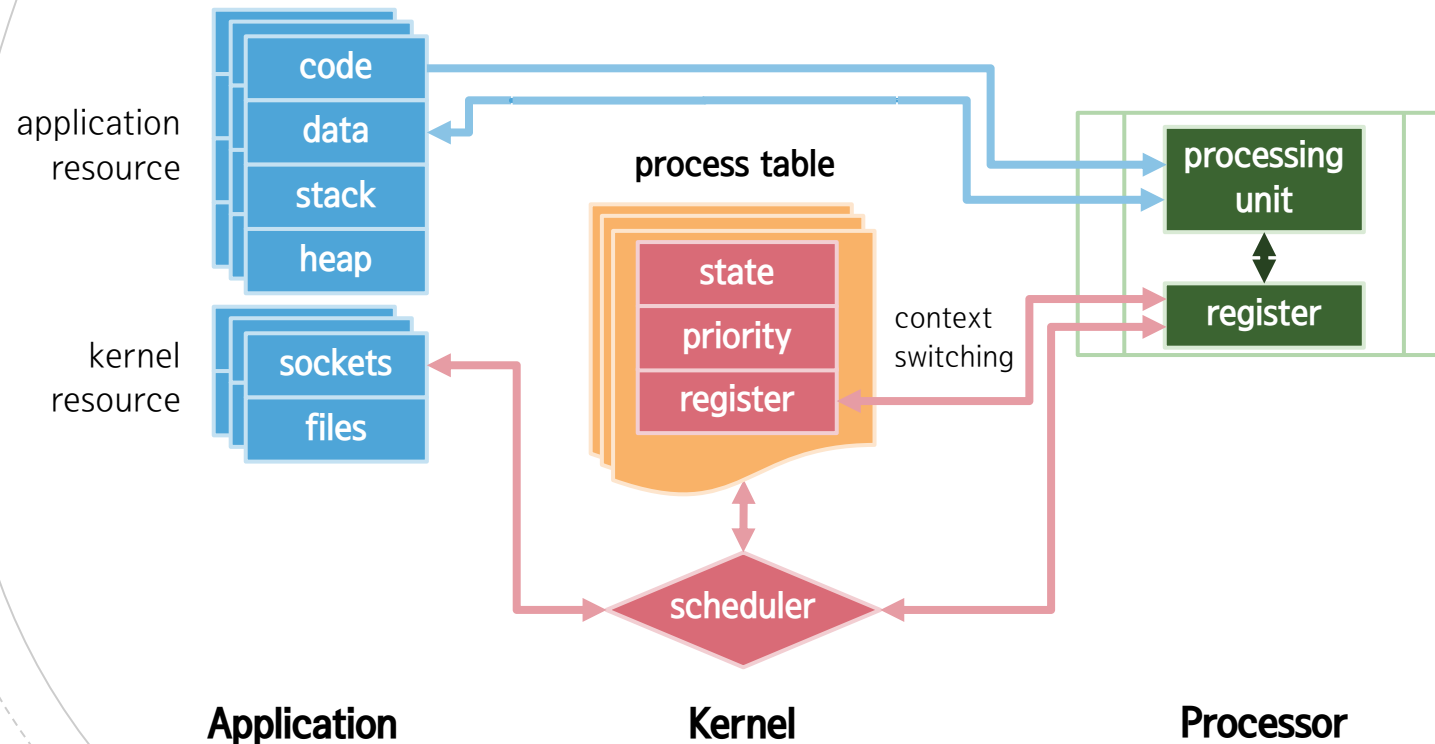 application
resource
code
data
stack
heap
kernel
resource
sockets
files
process table
state
priority
register
context
switching
scheduler
processing
unit
register
Application
Kernel
Processor